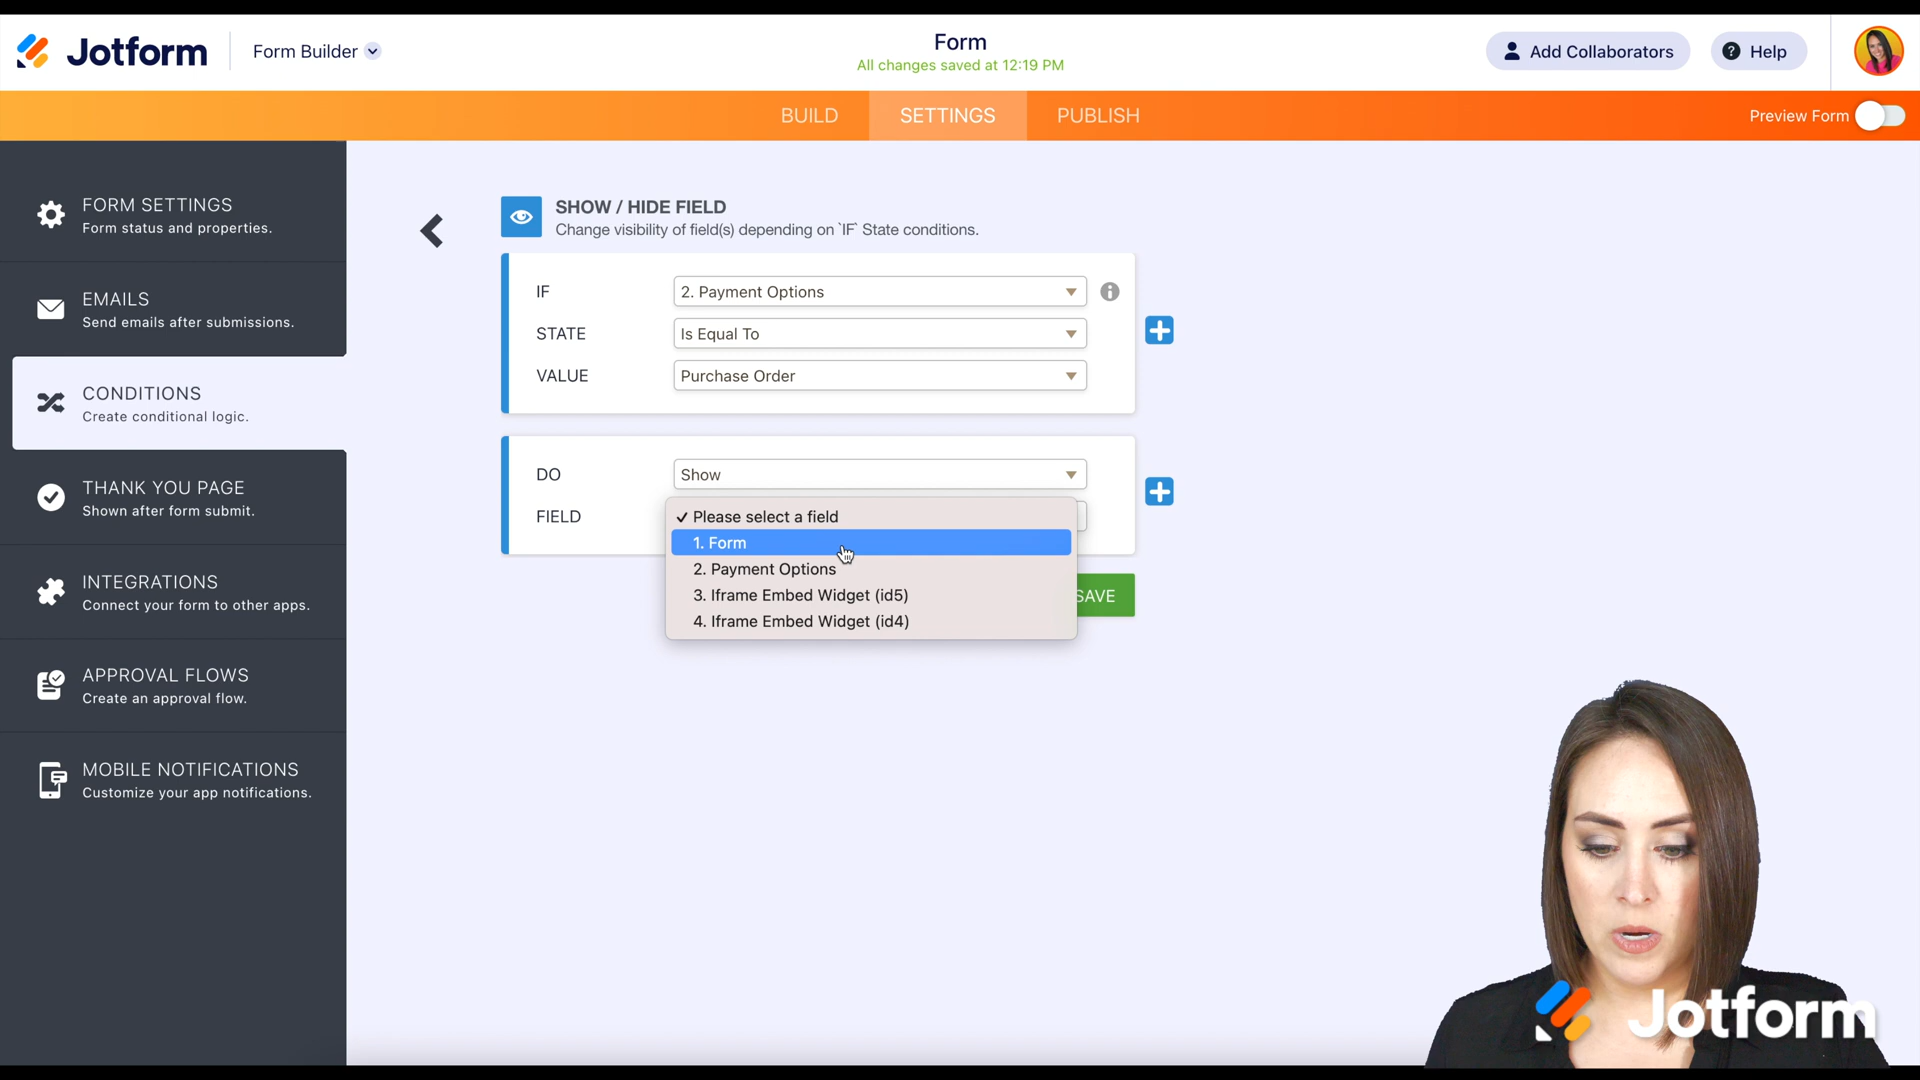 Jotform
Form Builder
Form
All changes saved at 12:19 PM
Add Collaborators
? Help
BUILD
SETTINGS
PUBLISH
Preview Form
FORM SETTINGS
Form status and properties.
EMAILS
Send emails after submissions.
CONDITIONS
Create conditional logic.
THANK YOU PAGE
Shown after form submit.
INTEGRATIONS
Connect your form to other apps.
APPROVAL FLOWS
Create an approval flow.
MOBILE NOTIFICATIONS
Customize your app notifications.
SHOW / HIDE FIELD
Change visibility of field(s) depending on `IF` State conditions.
IF
2. Payment Options
STATE
Is Equal To
VALUE
Purchase Order
DO
Show
FIELD
✓ Please select a field
1. Form
2. Payment Options
3. Iframe Embed Widget (id5)
4. Iframe Embed Widget (id4)
SAVE
Jotform